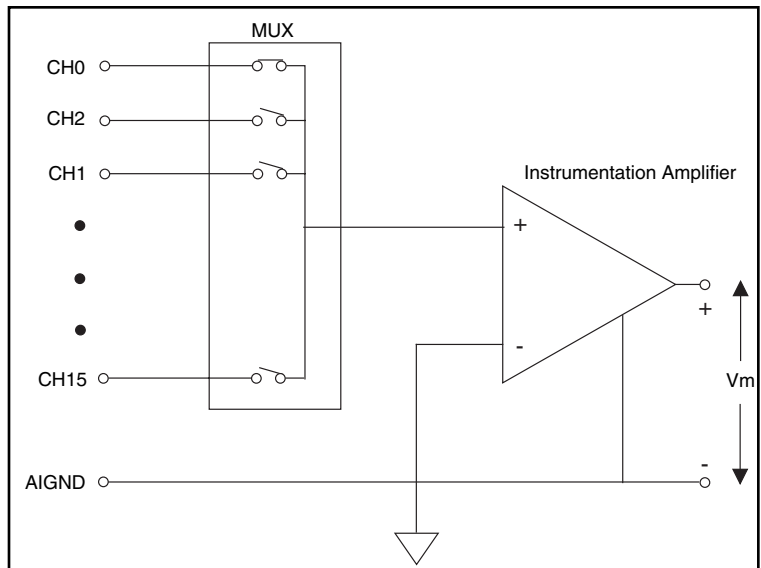 MUX
CH0
CH2
CH1
Instrumentation Amplifier
+
+
-
Vm
CH15
-
AIGND